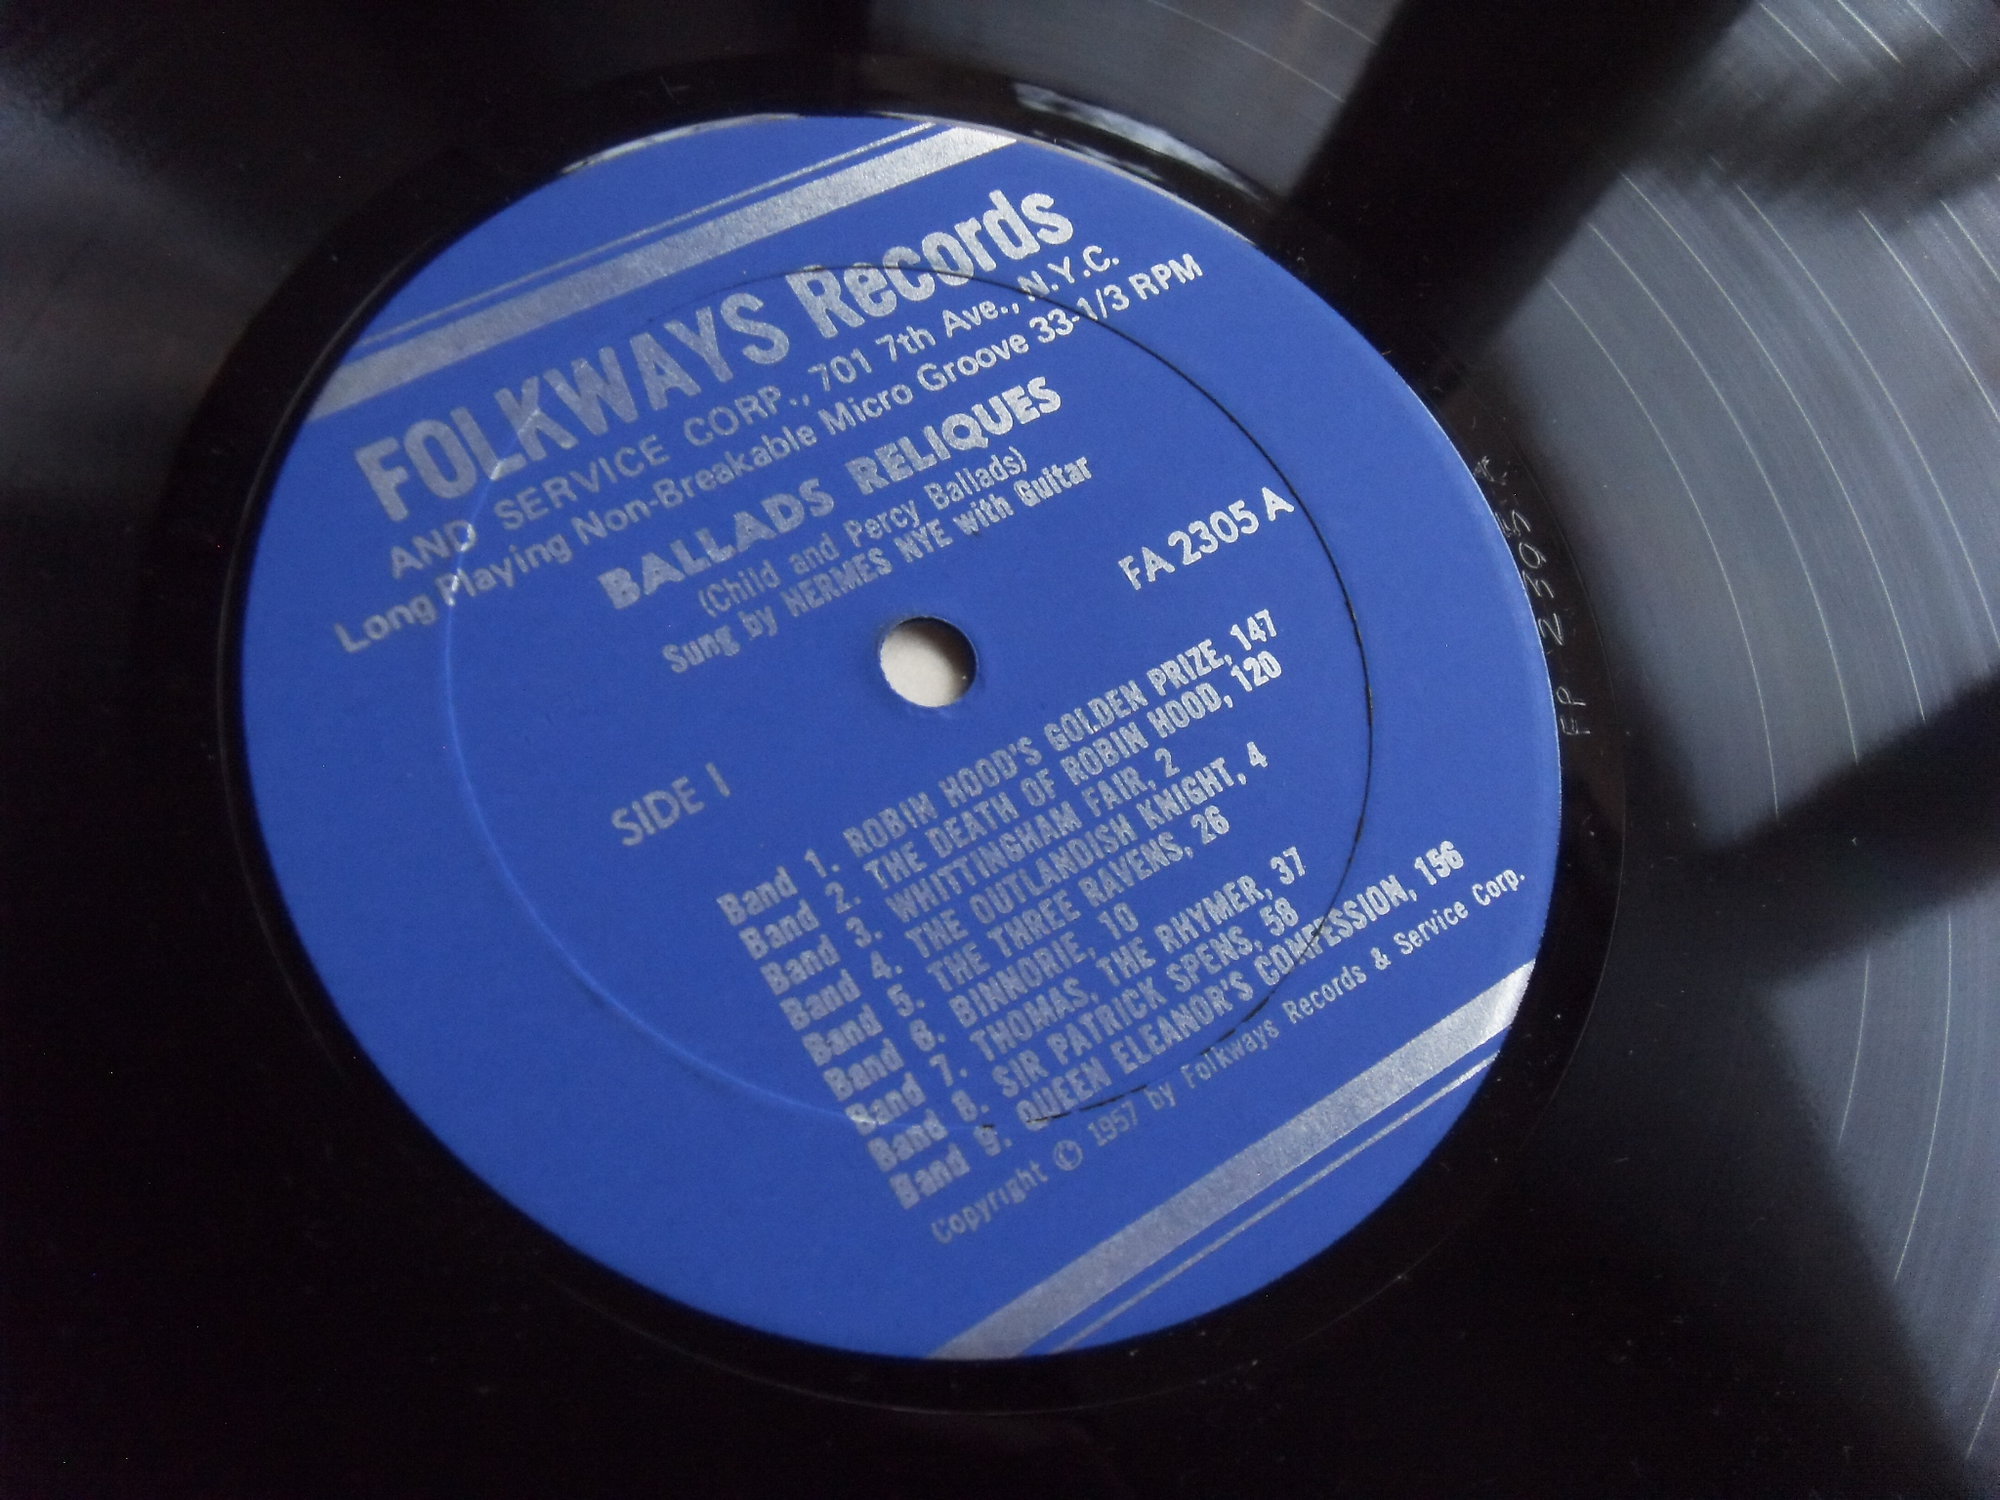 FOLKWAYS Records
AND SERVICE CORP., 701 7th Ave., N.Y.C.
Long Playing Non-Breakable Micro Groove 33-1/3 RPM
BALLADS RELIQUES
(Child and Percy Ballads)
Sung by HERMES NYE with Guitar
FA 2305 A
SIDE I
Band 1. ROBIN HOOD'S GOLDEN PRIZE, 147
Band 2. THE DEATH OF ROBIN HOOD, 120
Band 3. WHITTINGHAM FAIR, 2
Band 4. THE OUTLANDISH KNIGHT, 4
Band 5. THE THREE RAVENS, 26
Band 6. BINNORIE, 10
Band 7. THOMAS, THE RHYMER, 37
Band 8. SIR PATRICK SPENS, 58
Band 9. QUEEN ELEANOR'S CONFESSION, 156
Copyright © 1957 by Folkways Records & Service Corp.
FP 2305 A